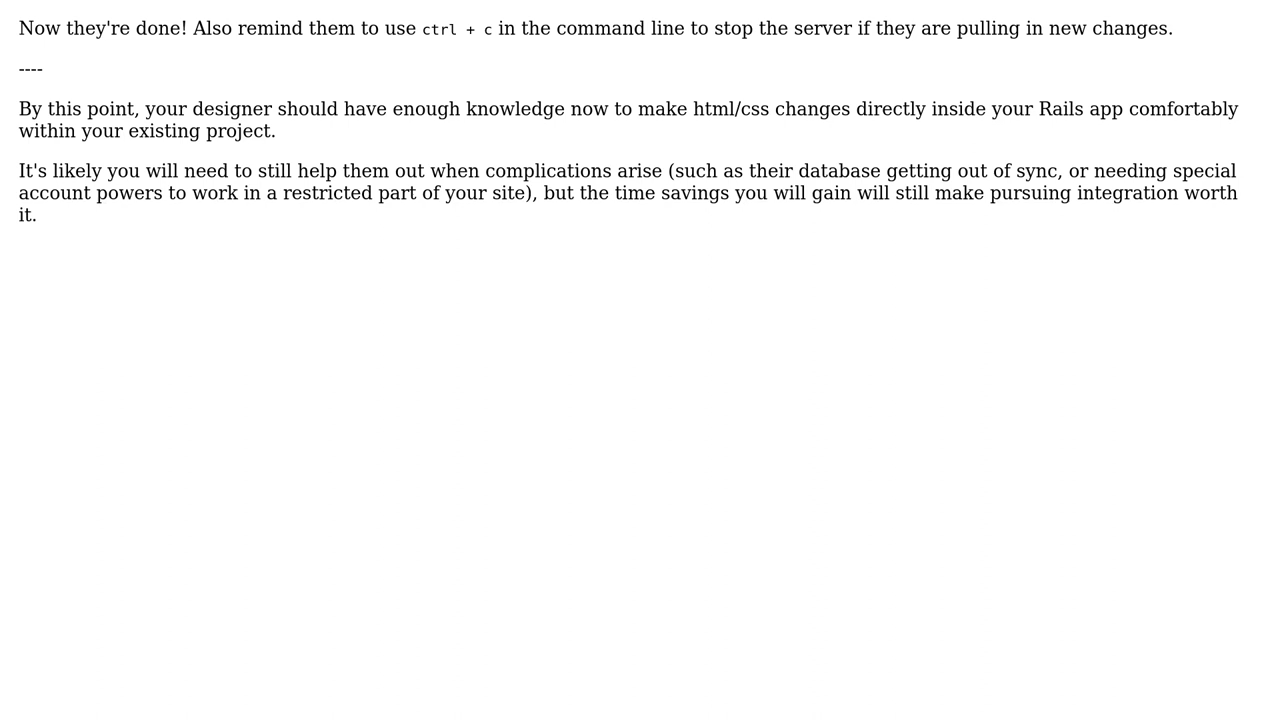 Now they're done! Also remind them to use ctrl + c in the command line to stop the server if they are pulling in new changes.
----
By this point, your designer should have enough knowledge now to make html/css changes directly inside your Rails app comfortably
within your existing project.
It's likely you will need to still help them out when complications arise (such as their database getting out of sync, or needing special
account powers to work in a restricted part of your site), but the time savings you will gain will still make pursuing integration worth
it.